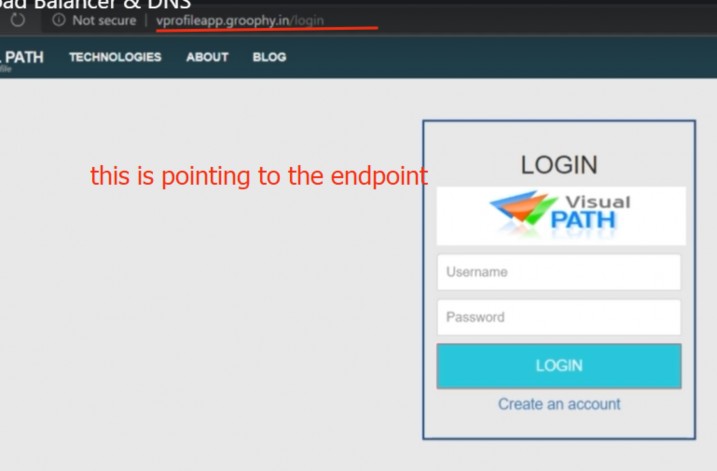 oad Balancer & DNS
Not secure | vprofileapp.groophy.in/login
PATH TECHNOLOGIES ABOUT BLOG
this is pointing to the endpoint
LOGIN
Visual
PATH
Username
Password
LOGIN
Create an account